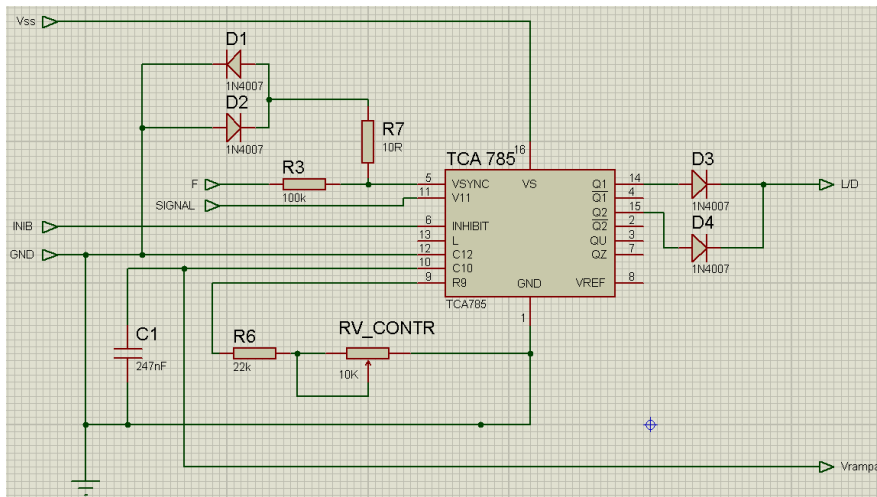 Vss
D1
1N4007
D2
1N4007
R7
10R
TCA 785
16
VS
D3
1N4007
D4
1N4007
L/D
F
R3
100k
SIGNAL
INIB
GND
5 VSYNC
11 V11
6 INHIBIT
13 L
12 C12
10 C10
9 R9
Q1 14
Q1 4
Q2 15
Q2 2
QU 3
QZ 7
VREF 8
GND
1
TCA785
C1
247nF
R6
22k
RV_CONTR
10K
Vrampa